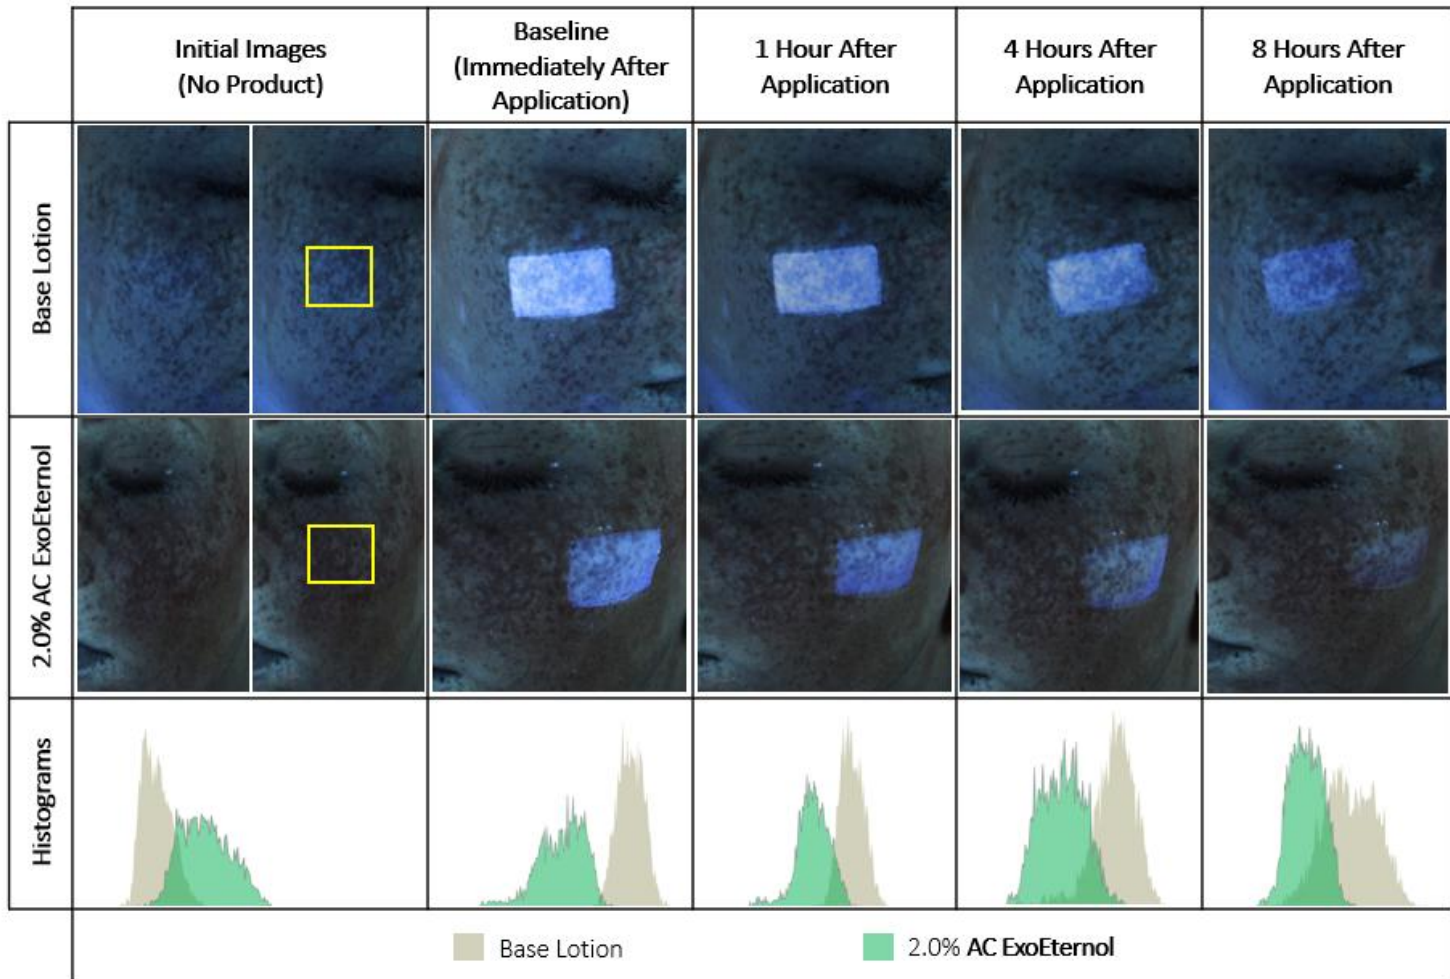 Initial Images
(No Product)
Baseline
(Immediately After
Application)
1 Hour After
Application
4 Hours After
Application
8 Hours After
Application
Base Lotion
2.0% AC ExoEternol
Histograms
Base Lotion
2.0% AC ExoEternol